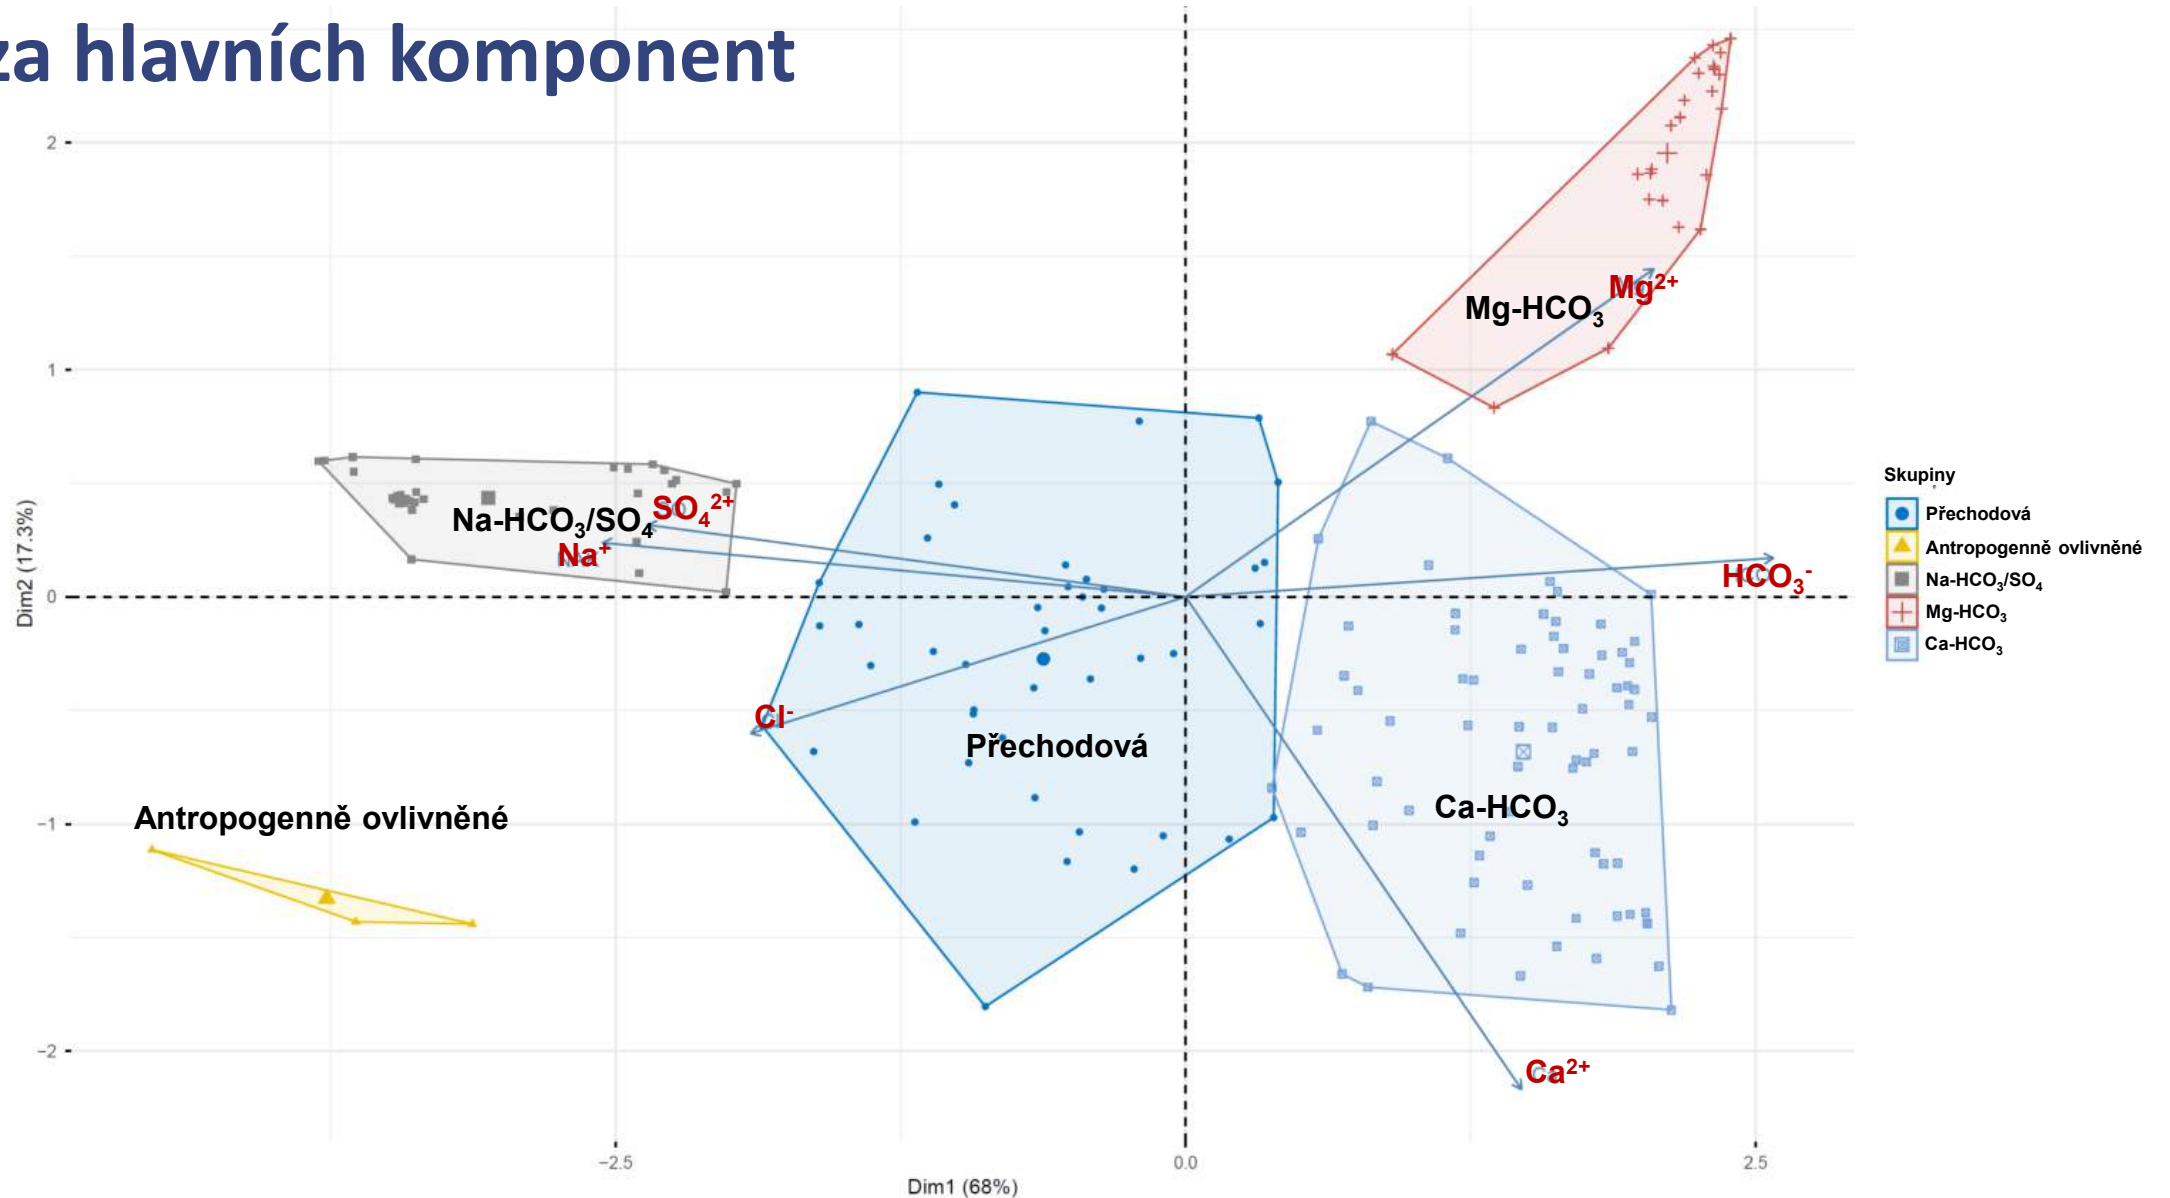 za hlavních komponent
2
1
0
−1
−2
Dim2 (17.3%)
Mg-HCO₃
Mg²⁺
Na-HCO₃/SO₄
SO₄²⁺
Na⁺
HCO₃⁻
Cl⁻
Přechodová
Ca-HCO₃
Antropogenně ovlivněné
Ca²⁺
−2.5
0.0
2.5
Dim1 (68%)
Skupiny
Přechodová
Antropogenně ovlivněné
Na-HCO₃/SO₄
Mg-HCO₃
Ca-HCO₃